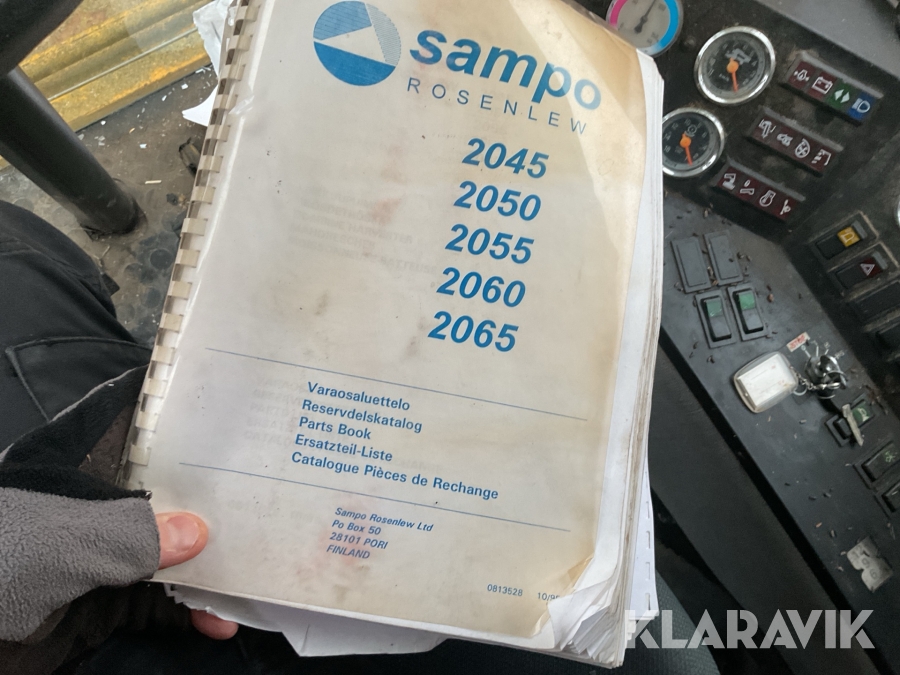 sampo
ROSENLEW
2045
2050
2055
2060
2065
Varaosaluettelo
Reservdelskatalog
Parts Book
Ersatzteil-Liste
Catalogue Pièces de Rechange
Sampo Rosenlew Ltd
Po Box 50
28101 PORI
FINLAND
0813528
KLARAVIK